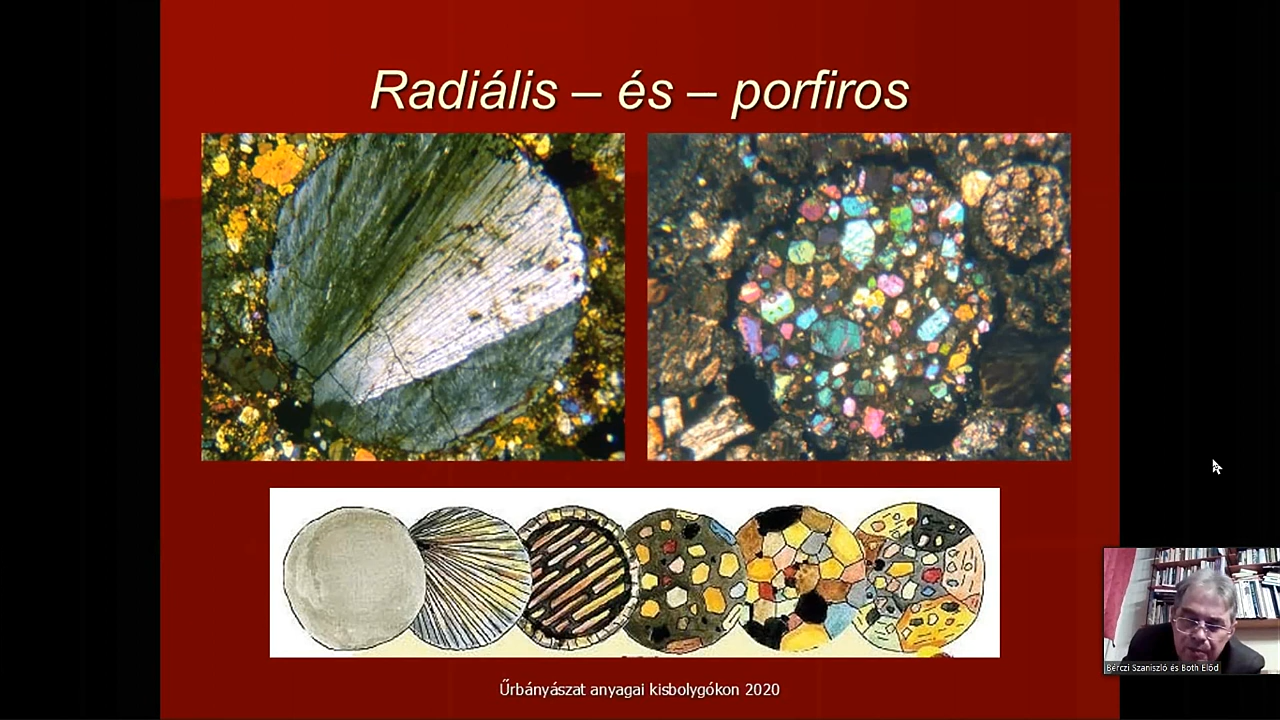 Radiális – és – porfiros
Űrbányászat anyagai kisbolygókon 2020
Bérczi Szaniszló és Both Előd